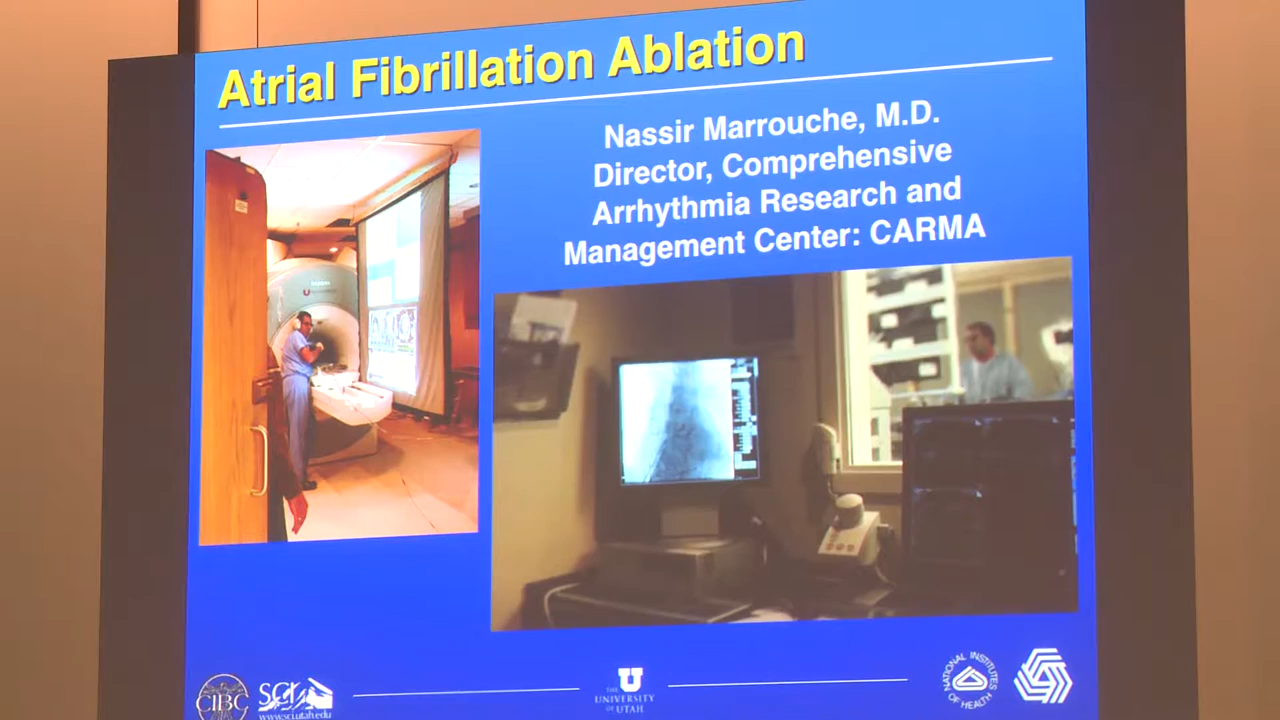 Atrial Fibrillation Ablation
Nassir Marrouche, M.D.
Director, Comprehensive
Arrhythmia Research and
Management Center: CARMA
CIBC
SCI
www.sci.utah.edu
U
THE
UNIVERSITY
OF UTAH
NATIONAL INSTITUTES
OF HEALTH